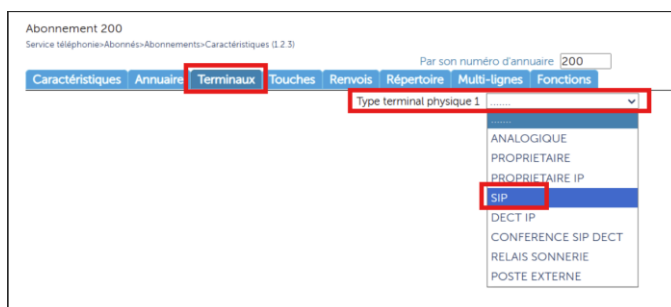 Abonnement 200
Service téléphonie>Abonnés>Abonnements>Caractéristiques (1.2.3)
Par son numéro d'annuaire 200
Caractéristiques Annuaire Terminaux Touches Renvois Répertoire Multi-lignes Fonctions
Type terminal physique 1 .......
.......
ANALOGIQUE
PROPRIETAIRE
PROPRIETAIRE IP
SIP
DECT IP
CONFERENCE SIP DECT
RELAIS SONNERIE
POSTE EXTERNE